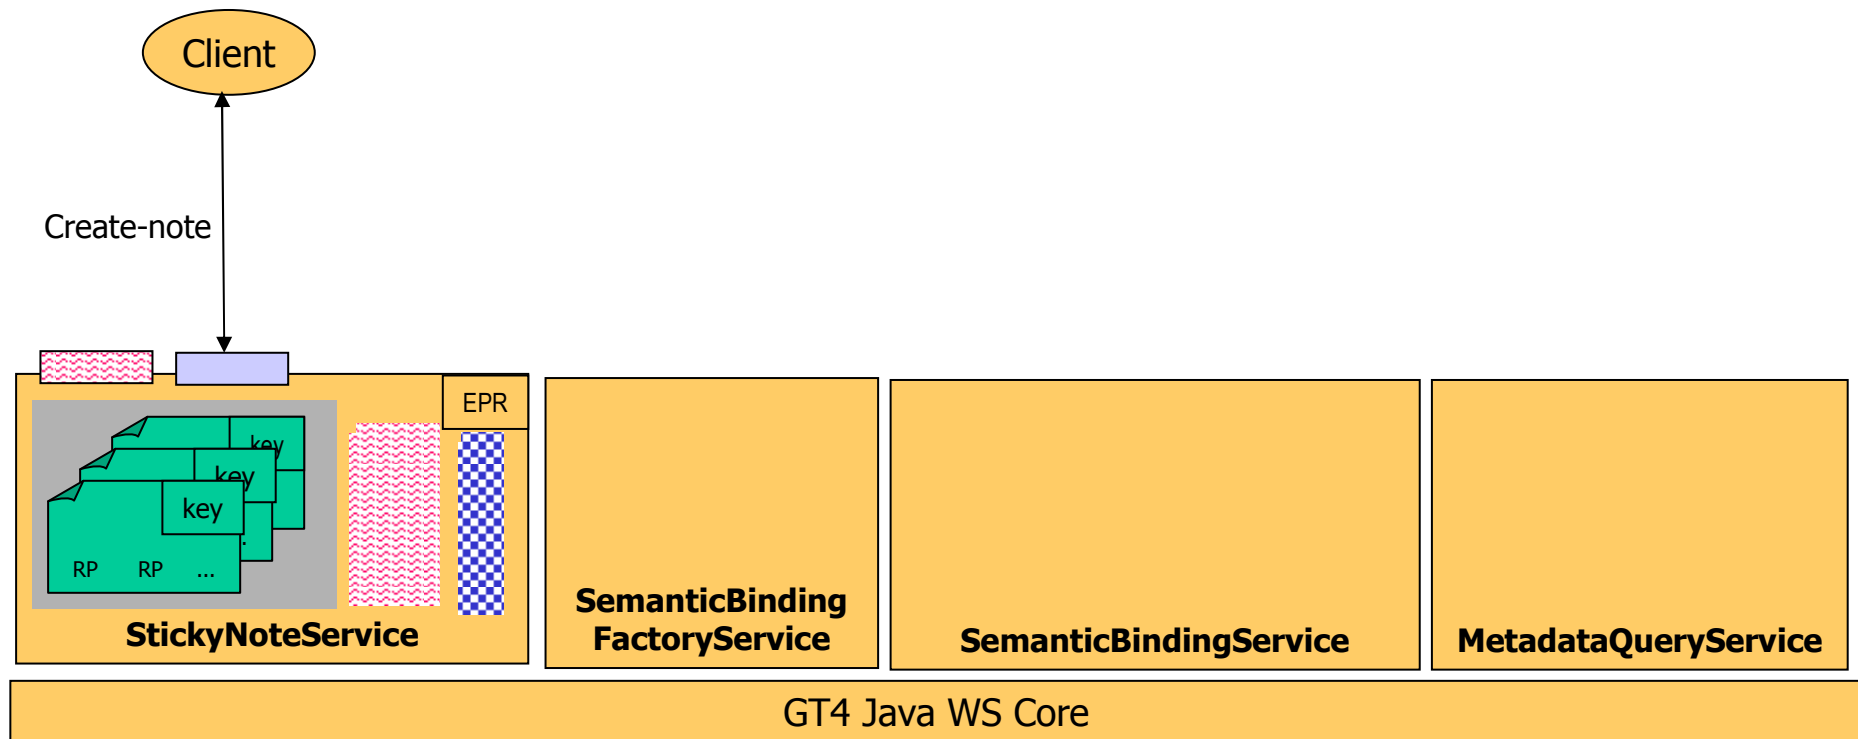 Client
Create-note
EPR
key
key
key
.
RP RP ...
StickyNoteService
SemanticBinding
FactoryService
SemanticBindingService
MetadataQueryService
GT4 Java WS Core